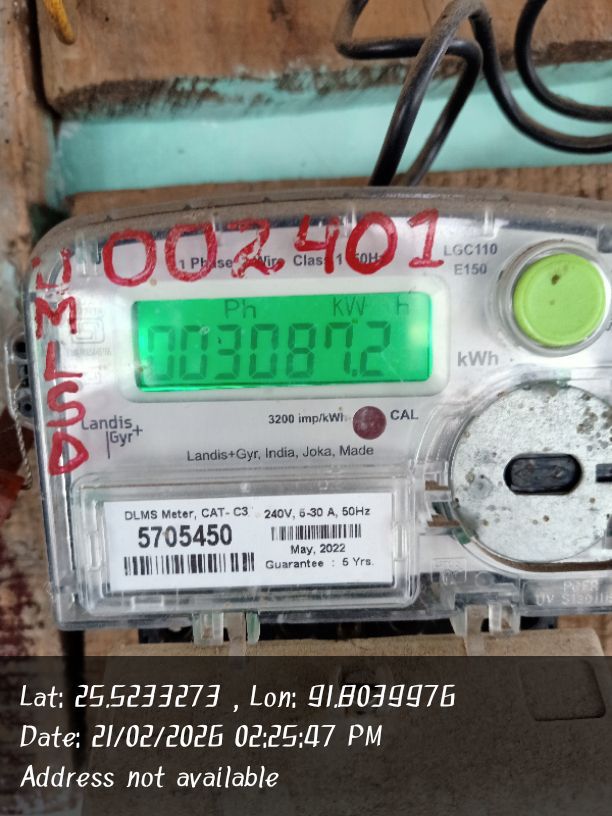 002401
1 Phase Class 1 50Hz
LGC110
E150
UMLSD
Ph kW h
003087.2
kWh
Landis
Gyr+
3200 imp/kWh CAL
Landis+Gyr, India, Joka, Made
DLMS Meter, CAT- C3 240V, 5-30 A, 50Hz
5705450
May, 2022
Guarantee : 5 Yrs.
Lat: 25.5233273 , Lon: 91.8039976
Date: 21/02/2026 02:25:47 PM
Address not available